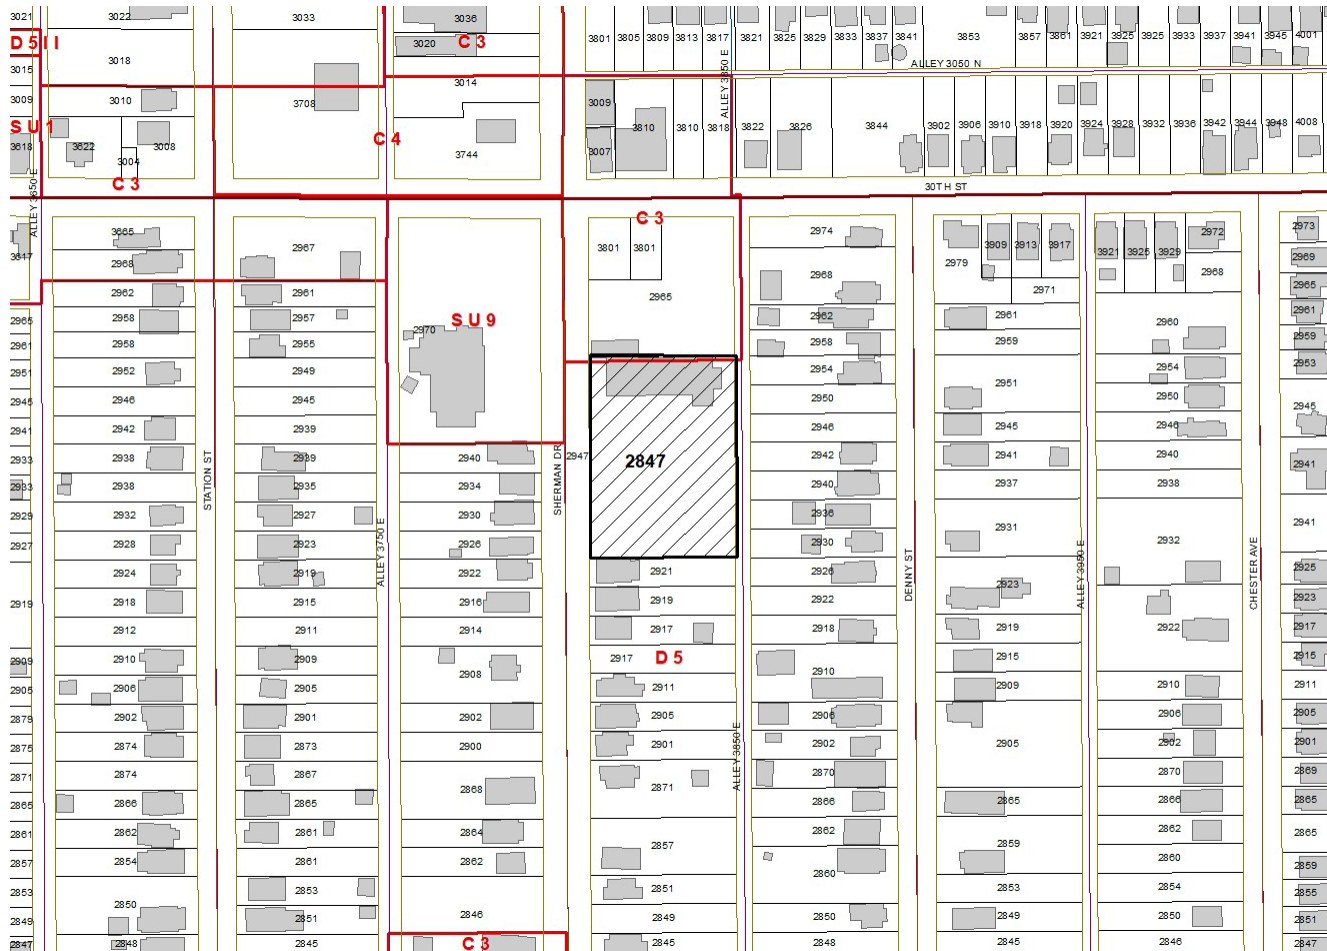 3021 3022 3033 3036 3801 3805 3809 3813 3817 3821 3825 3829 3833 3837 3841 3853 3857 3861 3921 3925 3925 3933 3937 3941 3945 4001
D 5 I I 3020 C 3
3015 3018 3014 ALLEY 3050 N
3009 3010 3708 3009
S U 1 C 4 3810 3810 3818 3822 3826 3844 3902 3906 3910 3918 3920 3924 3928 3932 3936 3942 3944 3948 4008
3618 3622 3008 3744 3007
3004
C 3
ALLEY 3650 E
ALLEY 3850 E
30TH ST
3665 2967 C 3 2974 3909 3913 3917 3921 3925 3929 2972 2973
3647 2968 3801 3801 2979 2968 2969
2968 2971 2965
2962 2961 2965
2965 2958 2957 S U 9 2962 2961 2960 2961
2970
2961 2958 2955 2958 2959 2959
2951 2952 2949 2954 2951 2954 2953
2945 2946 2945 2950 2950 2945
2941 2942 2939 2946 2945 2946
2933 2938 2939 2940 2947 2847 2942 2941 2940 2941
2933 2938 2935 2934 2940 2937 2938
STATION ST
SHERMAN DR
2929 2932 2927 2930 2936 2931 2941
2927 2928 2923 2926 2930 2932
ALLEY 3750 E
DENNY ST
ALLEY 3950 E
CHESTER AVE
2924 2919 2922 2921 2926 2923 2925
2919 2918 2915 2916 2919 2922 2923
2912 2911 2914 2917 2918 2919 2922 2917
2909 2910 2909 2908 2917 D 5 2910 2915 2915
2905 2906 2905 2911 2909 2910 2911
2879 2902 2901 2902 2905 2906 2906 2905
2875 2874 2873 2900 2901 2902 2905 2902 2901
ALLEY 3850 E
2871 2874 2867 2868 2871 2870 2870 2869
2865 2866 2865 2866 2865 2866 2865
2861 2862 2861 2864 2857 2862 2859 2862 2865
2857 2854 2861 2862 2860 2860 2859
2853 2850 2853 2851 2853 2854 2855
2849 2851 2846 2849 2850 2849 2850 2851
2847 2848 2845 C 3 2845 2848 2845 2846 2847